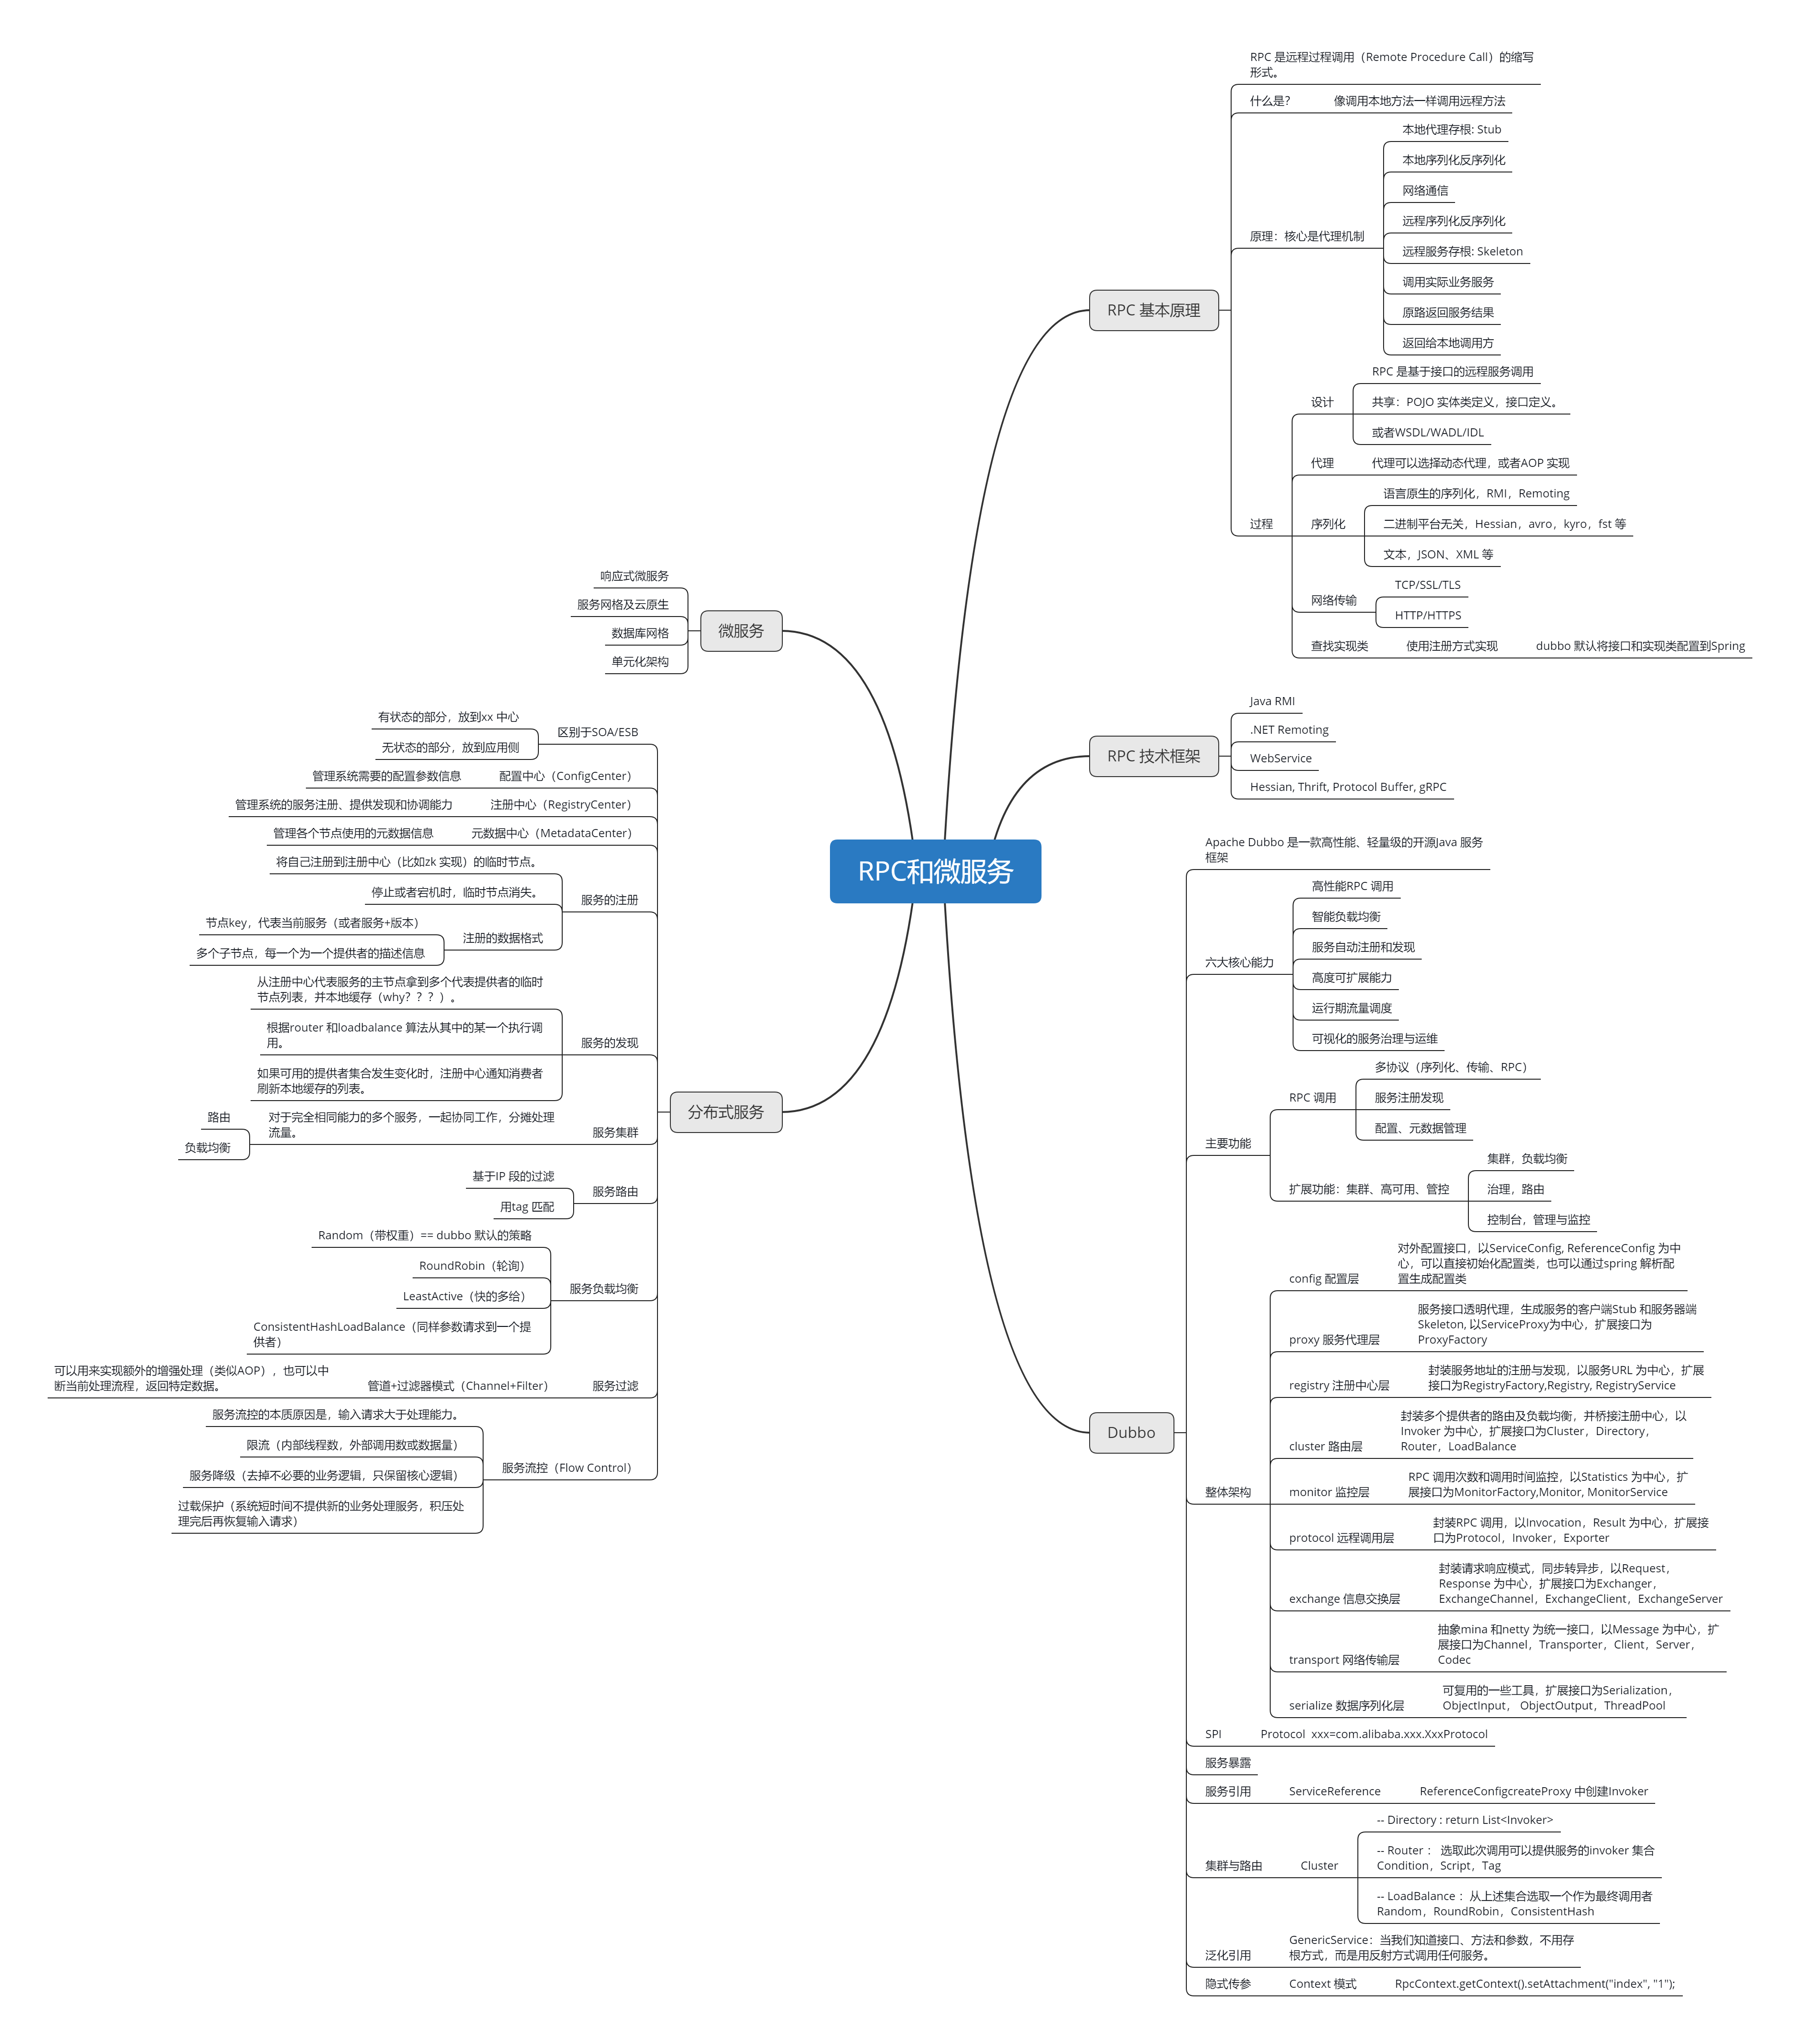 RPC和微服务
RPC 基本原理
RPC 是远程过程调用（Remote Procedure Call）的缩写
形式。
什么是？
像调用本地方法一样调用远程方法
原理：核心是代理机制
本地代理存根: Stub
本地序列化反序列化
网络通信
远程序列化反序列化
远程服务存根: Skeleton
调用实际业务服务
原路返回服务结果
返回给本地调用方
过程
设计
RPC 是基于接口的远程服务调用
共享：POJO 实体类定义，接口定义。
或者WSDL/WADL/IDL
代理
代理可以选择动态代理，或者AOP 实现
序列化
语言原生的序列化，RMI，Remoting
二进制平台无关，Hessian，avro，kyro，fst 等
文本，JSON、XML 等
网络传输
TCP/SSL/TLS
HTTP/HTTPS
查找实现类
使用注册方式实现
dubbo 默认将接口和实现类配置到Spring
RPC 技术框架
Java RMI
.NET Remoting
WebService
Hessian, Thrift, Protocol Buffer, gRPC
Dubbo
Apache Dubbo 是一款高性能、轻量级的开源Java 服务
框架
六大核心能力
高性能RPC 调用
智能负载均衡
服务自动注册和发现
高度可扩展能力
运行期流量调度
可视化的服务治理与运维
主要功能
RPC 调用
多协议（序列化、传输、RPC）
服务注册发现
配置、元数据管理
扩展功能：集群、高可用、管控
集群，负载均衡
治理，路由
控制台，管理与监控
整体架构
config 配置层
对外配置接口，以ServiceConfig, ReferenceConfig 为中
心，可以直接初始化配置类，也可以通过spring 解析配
置生成配置类
proxy 服务代理层
服务接口透明代理，生成服务的客户端Stub 和服务器端
Skeleton, 以ServiceProxy为中心，扩展接口为
ProxyFactory
registry 注册中心层
封装服务地址的注册与发现，以服务URL 为中心，扩展
接口为RegistryFactory,Registry, RegistryService
cluster 路由层
封装多个提供者的路由及负载均衡，并桥接注册中心，以
Invoker 为中心，扩展接口为Cluster，Directory，
Router，LoadBalance
monitor 监控层
RPC 调用次数和调用时间监控，以Statistics 为中心，扩
展接口为MonitorFactory,Monitor, MonitorService
protocol 远程调用层
封装RPC 调用，以Invocation，Result 为中心，扩展接
口为Protocol，Invoker，Exporter
exchange 信息交换层
封装请求响应模式，同步转异步，以Request，
Response 为中心，扩展接口为Exchanger，
ExchangeChannel，ExchangeClient，ExchangeServer
transport 网络传输层
抽象mina 和netty 为统一接口，以Message 为中心，扩
展接口为Channel，Transporter，Client，Server，
Codec
serialize 数据序列化层
可复用的一些工具，扩展接口为Serialization，
ObjectInput， ObjectOutput，ThreadPool
SPI
Protocol  xxx=com.alibaba.xxx.XxxProtocol
服务暴露
服务引用
ServiceReference
ReferenceConfigcreateProxy 中创建Invoker
集群与路由
Cluster
-- Directory : return List<Invoker>
-- Router ： 选取此次调用可以提供服务的invoker 集合
Condition，Script，Tag
-- LoadBalance ：从上述集合选取一个作为最终调用者
Random，RoundRobin，ConsistentHash
泛化引用
GenericService：当我们知道接口、方法和参数，不用存
根方式，而是用反射方式调用任何服务。
隐式传参
Context 模式
RpcContext.getContext().setAttachment("index", "1");
微服务
响应式微服务
服务网格及云原生
数据库网格
单元化架构
分布式服务
区别于SOA/ESB
有状态的部分，放到xx 中心
无状态的部分，放到应用侧
配置中心（ConfigCenter）
管理系统需要的配置参数信息
注册中心（RegistryCenter）
管理系统的服务注册、提供发现和协调能力
元数据中心（MetadataCenter）
管理各个节点使用的元数据信息
服务的注册
将自己注册到注册中心（比如zk 实现）的临时节点。
停止或者宕机时，临时节点消失。
注册的数据格式
节点key，代表当前服务（或者服务+版本）
多个子节点，每一个为一个提供者的描述信息
服务的发现
从注册中心代表服务的主节点拿到多个代表提供者的临时
节点列表，并本地缓存（why？？？）。
根据router 和loadbalance 算法从其中的某一个执行调
用。
如果可用的提供者集合发生变化时，注册中心通知消费者
刷新本地缓存的列表。
服务集群
对于完全相同能力的多个服务，一起协同工作，分摊处理
流量。
路由
负载均衡
服务路由
基于IP 段的过滤
用tag 匹配
服务负载均衡
Random（带权重）== dubbo 默认的策略
RoundRobin（轮询）
LeastActive（快的多给）
ConsistentHashLoadBalance（同样参数请求到一个提
供者）
服务过滤
管道+过滤器模式（Channel+Filter）
可以用来实现额外的增强处理（类似AOP），也可以中
断当前处理流程，返回特定数据。
服务流控（Flow Control）
服务流控的本质原因是，输入请求大于处理能力。
限流（内部线程数，外部调用数或数据量）
服务降级（去掉不必要的业务逻辑，只保留核心逻辑）
过载保护（系统短时间不提供新的业务处理服务，积压处
理完后再恢复输入请求）